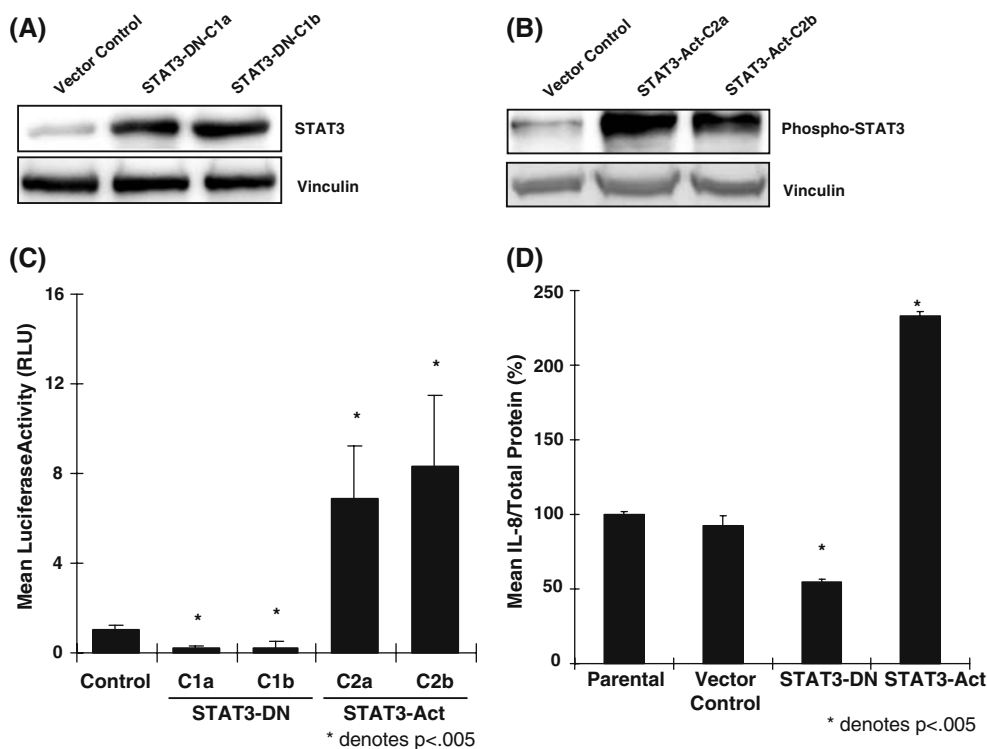 (A)
Vector Control
STAT3-DN-C1a
STAT3-DN-C1b
STAT3
Vinculin
(B)
Vector Control
STAT3-Act-C2a
STAT3-Act-C2b
Phospho-STAT3
Vinculin
(C)
Mean LuciferaseActivity (RLU)
16
12
8
4
0
*
*
*
*
Control
C1a
C1b
C2a
C2b
STAT3-DN
STAT3-Act
* denotes p<.005
(D)
Mean IL-8/Total Protein (%)
250
200
150
100
50
0
*
*
Parental
Vector
Control
STAT3-DN
STAT3-Act
* denotes p<.005